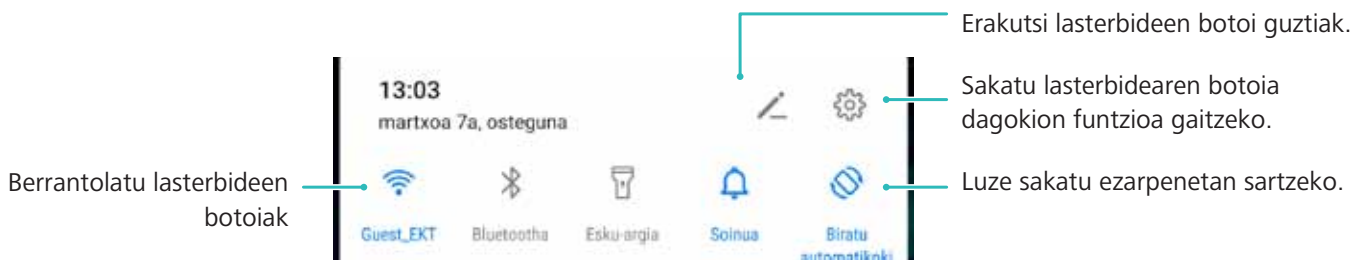 Erakutsi lasterbideen botoi guztiak.
13:03
martxoa 7a, osteguna
Sakatu lasterbidearen botoia
dagokion funtzioa gaitzeko.
Berrantolatu lasterbideen
botoiak
Luze sakatu ezarpenetan sartzeko.
Guest_EKT Bluetootha Esku-argia Soinua Biratu
automatikoki